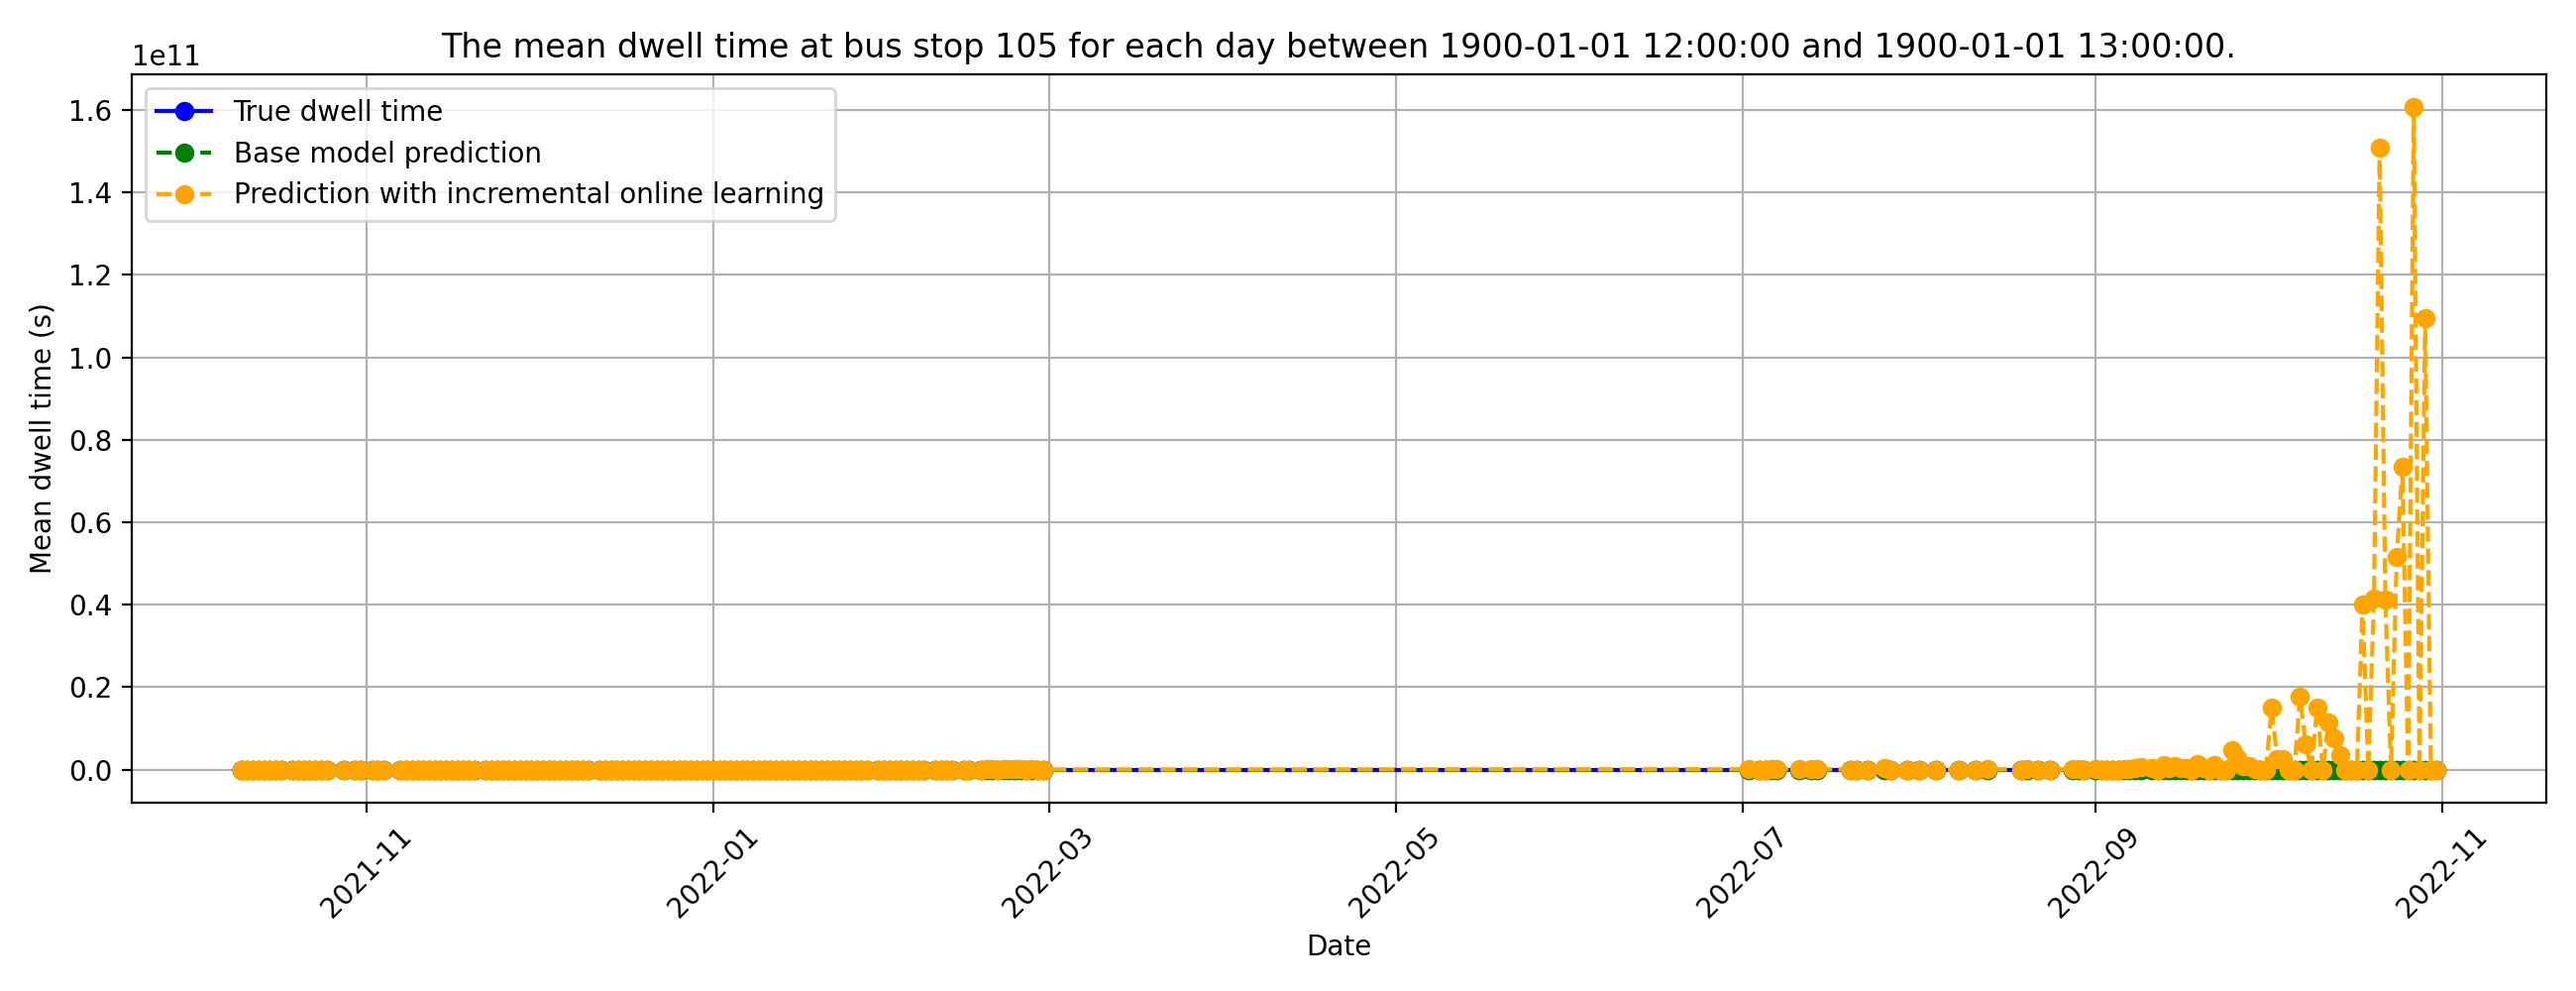 The mean dwell time at bus stop 105 for each day between 1900-01-01 12:00:00 and 1900-01-01 13:00:00.
1e11
True dwell time
Base model prediction
Prediction with incremental online learning
Mean dwell time (s)
1.6
1.4
1.2
1.0
0.8
0.6
0.4
0.2
0.0
2021-11
2022-01
2022-03
2022-05
2022-07
2022-09
2022-11
Date